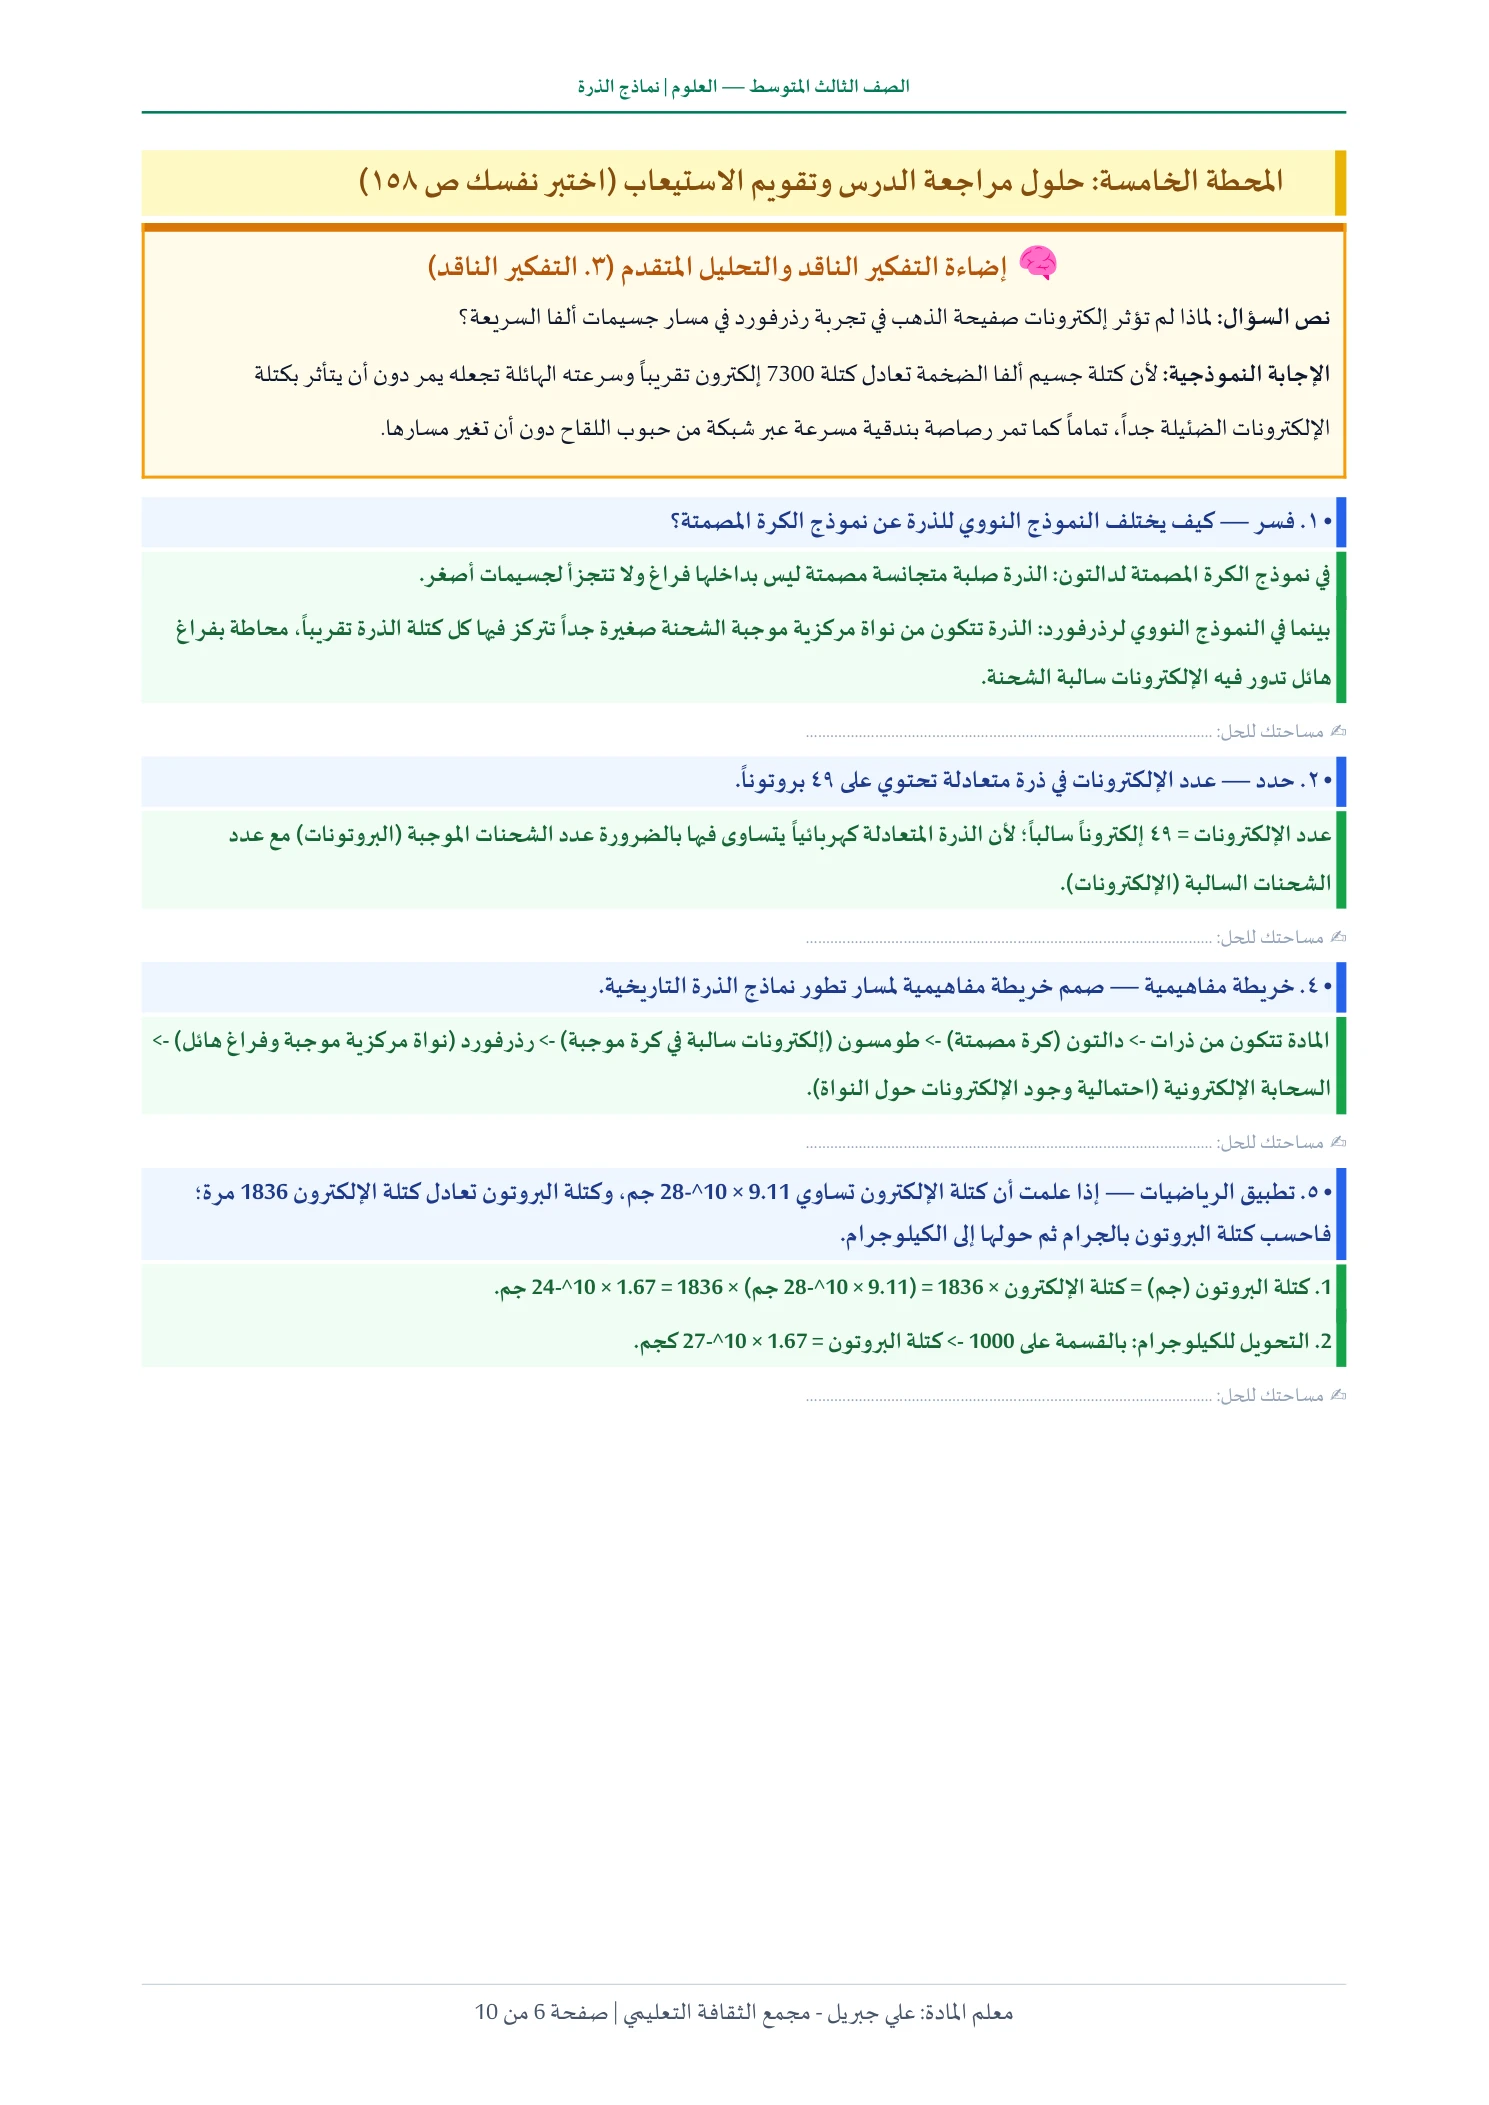 الصف الثالث المتوسط — العلوم | نماذج الذرة
المحطة الخامسة: حلول مراجعة الدرس وتقويم الاستيعاب (اختبر نفسك ص ١٥٨)
🧠 إضاءة التفكير الناقد والتحليل المتقدم (٣. التفكير الناقد)
نص السؤال: لماذا لم تؤثر إلكترونات صفيحة الذهب في تجربة رذرفورد في مسار جسيمات ألفا السريعة؟
الإجابة النموذجية: لأن كتلة جسيم ألفا الضخمة تعادل كتلة 7300 إلكترون تقريباً وسرعته الهائلة تجعله يمر دون أن يتأثر بكتلة
الإلكترونات الضئيلة جداً، تماماً كما تمر رصاصة بندقية مسرعة عبر شبكة من حبوب اللقاح دون أن تغير مسارها.
• ١. فسر — كيف يختلف النموذج النووي للذرة عن نموذج الكرة المصمتة؟
في نموذج الكرة المصمتة لدالتون: الذرة صلبة متجانسة مصمتة ليس بداخلها فراغ ولا تتجزأ لجسيمات أصغر.
بينما في النموذج النووي لرذرفورد: الذرة تتكون من نواة مركزية موجبة الشحنة صغيرة جداً تتركز فيها كل كتلة الذرة تقريباً، محاطة بفراغ
هائل تدور فيه الإلكترونات سالبة الشحنة.
✍ مساحتك للحل: ....................................................................................................
• ٢. حدد — عدد الإلكترونات في ذرة متعادلة تحتوي على ٤٩ بروتوناً.
عدد الإلكترونات = ٤٩ إلكتروناً سالباً؛ لأن الذرة المتعادلة كهربائياً يتساوى فيها بالضرورة عدد الشحنات الموجبة (البروتونات) مع عدد
الشحنات السالبة (الإلكترونات).
✍ مساحتك للحل: ....................................................................................................
• ٤. خريطة مفاهيمية — صمم خريطة مفاهيمية لمسار تطور نماذج الذرة التاريخية.
المادة تتكون من ذرات -> دالتون (كرة مصمتة) -> طومسون (إلكترونات سالبة في كرة موجبة) -> رذرفورد (نواة مركزية موجبة وفراغ هائل) ->
السحابة الإلكترونية (احتمالية وجود الإلكترونات حول النواة).
✍ مساحتك للحل: ....................................................................................................
• ٥. تطبيق الرياضيات — إذا علمت أن كتلة الإلكترون تساوي 9.11 × 10^-28 جم، وكتلة البروتون تعادل كتلة الإلكترون 1836 مرة؛
فاحسب كتلة البروتون بالجرام ثم حولها إلى الكيلوجرام.
1. كتلة البروتون (جم) = كتلة الإلكترون × 1836 = (9.11 × 10^-28 جم) × 1836 = 1.67 × 10^-24 جم.
2. التحويل للكيلوجرام: بالقسمة على 1000 -> كتلة البروتون = 1.67 × 10^-27 كجم.
✍ مساحتك للحل: ....................................................................................................
معلم المادة: علي جبريل - مجمع الثقافة التعليمي | صفحة 6 من 10